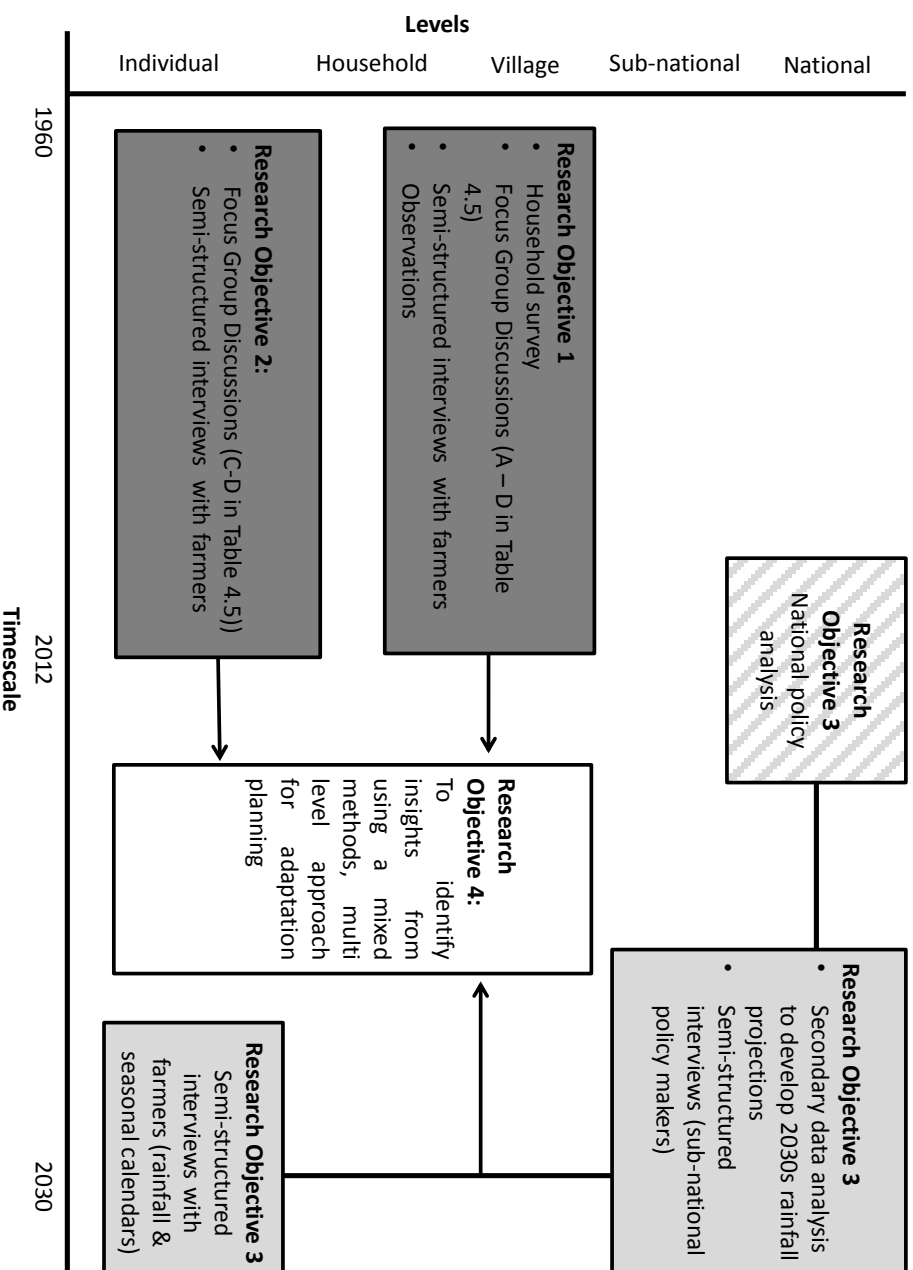 Levels
National
Sub-national
Village
Household
Individual
Research
Objective 3
National policy
analysis
Research Objective 3
• Secondary data analysis
to develop 2030s rainfall
projections
• Semi-structured
interviews (sub-national
policy makers)
Research Objective 1
• Household survey
• Focus Group Discussions (A – D in Table
4.5)
• Semi-structured interviews with farmers
• Observations
Research
Objective 4:
To identify
insights from
using a mixed
methods, multi
level approach
for adaptation
planning
Research Objective 2:
• Focus Group Discussions (C-D in Table 4.5))
• Semi-structured interviews with farmers
Research Objective 3
Semi-structured
interviews with
farmers (rainfall &
seasonal calendars)
1960
2012
2030
Timescale